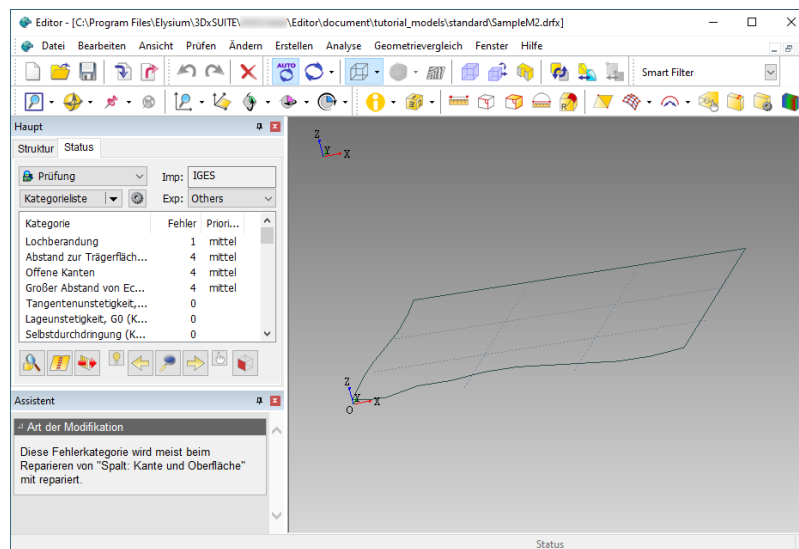 Editor - [C:\Program Files\Elysium\3DxSUITE\ \Editor\document\tutorial_models\standard\SampleM2.drfx]
Datei Bearbeiten Ansicht Prüfen Ändern Erstellen Analyse Geometrievergleich Fenster Hilfe
AUTO Smart Filter
Haupt
Struktur Status
Prüfung Imp: IGES
Kategorieliste Exp: Others
Kategorie Fehler Priori...
Lochberandung 1 mittel
Abstand zur Trägerfläch... 4 mittel
Offene Kanten 4 mittel
Großer Abstand von Ec... 4 mittel
Tangentenunstetigkeit,... 0
Lageunstetigkeit, G0 (K... 0
Selbstdurchdringung (K... 0
Assistent
Art der Modifikation
Diese Fehlerkategorie wird meist beim
Reparieren von "Spalt: Kante und Oberfläche"
mit repariert.
Z
Y X
Z
Y X
O
Status